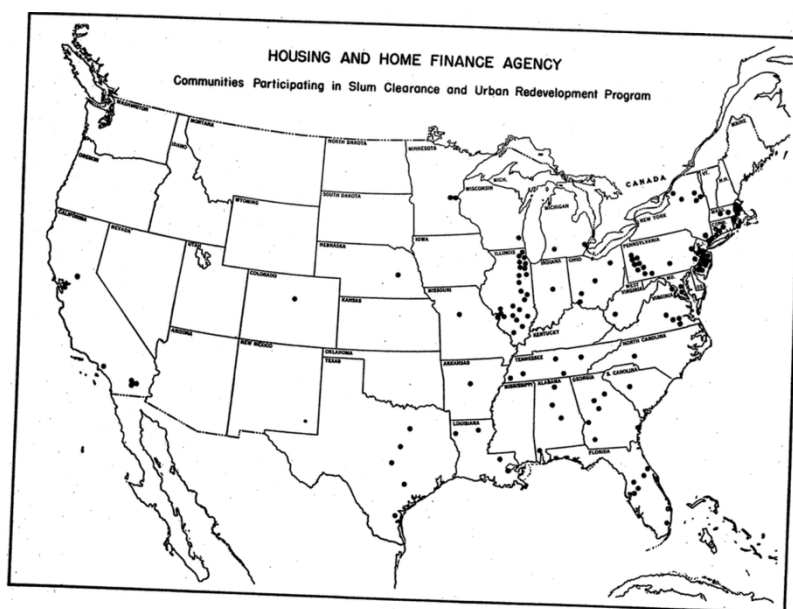 HOUSING AND HOME FINANCE AGENCY
Communities Participating in Slum Clearance and Urban Redevelopment Program
WASHINGTON
MONTANA
NORTH DAKOTA
MINNESOTA
MAINE
IDAHO
OREGON
WISCONSIN
MICH.
CANADA
VT.
N.H.
SOUTH DAKOTA
MICHIGAN
WYOMING
NEW YORK
CALIFORNIA
NEVADA
UTAH
IOWA
NEBRASKA
ILLINOIS
INDIANA
OHIO
PENNSYLVANIA
COLORADO
MISSOURI
WEST
VIRGINIA
VIRGINIA
KANSAS
KENTUCKY
ARIZONA
NEW MEXICO
OKLAHOMA
TEXAS
ARKANSAS
TENNESSEE
NORTH CAROLINA
MISSISSIPPI
ALABAMA
GEORGIA
S. CAROLINA
LOUISIANA
FLORIDA